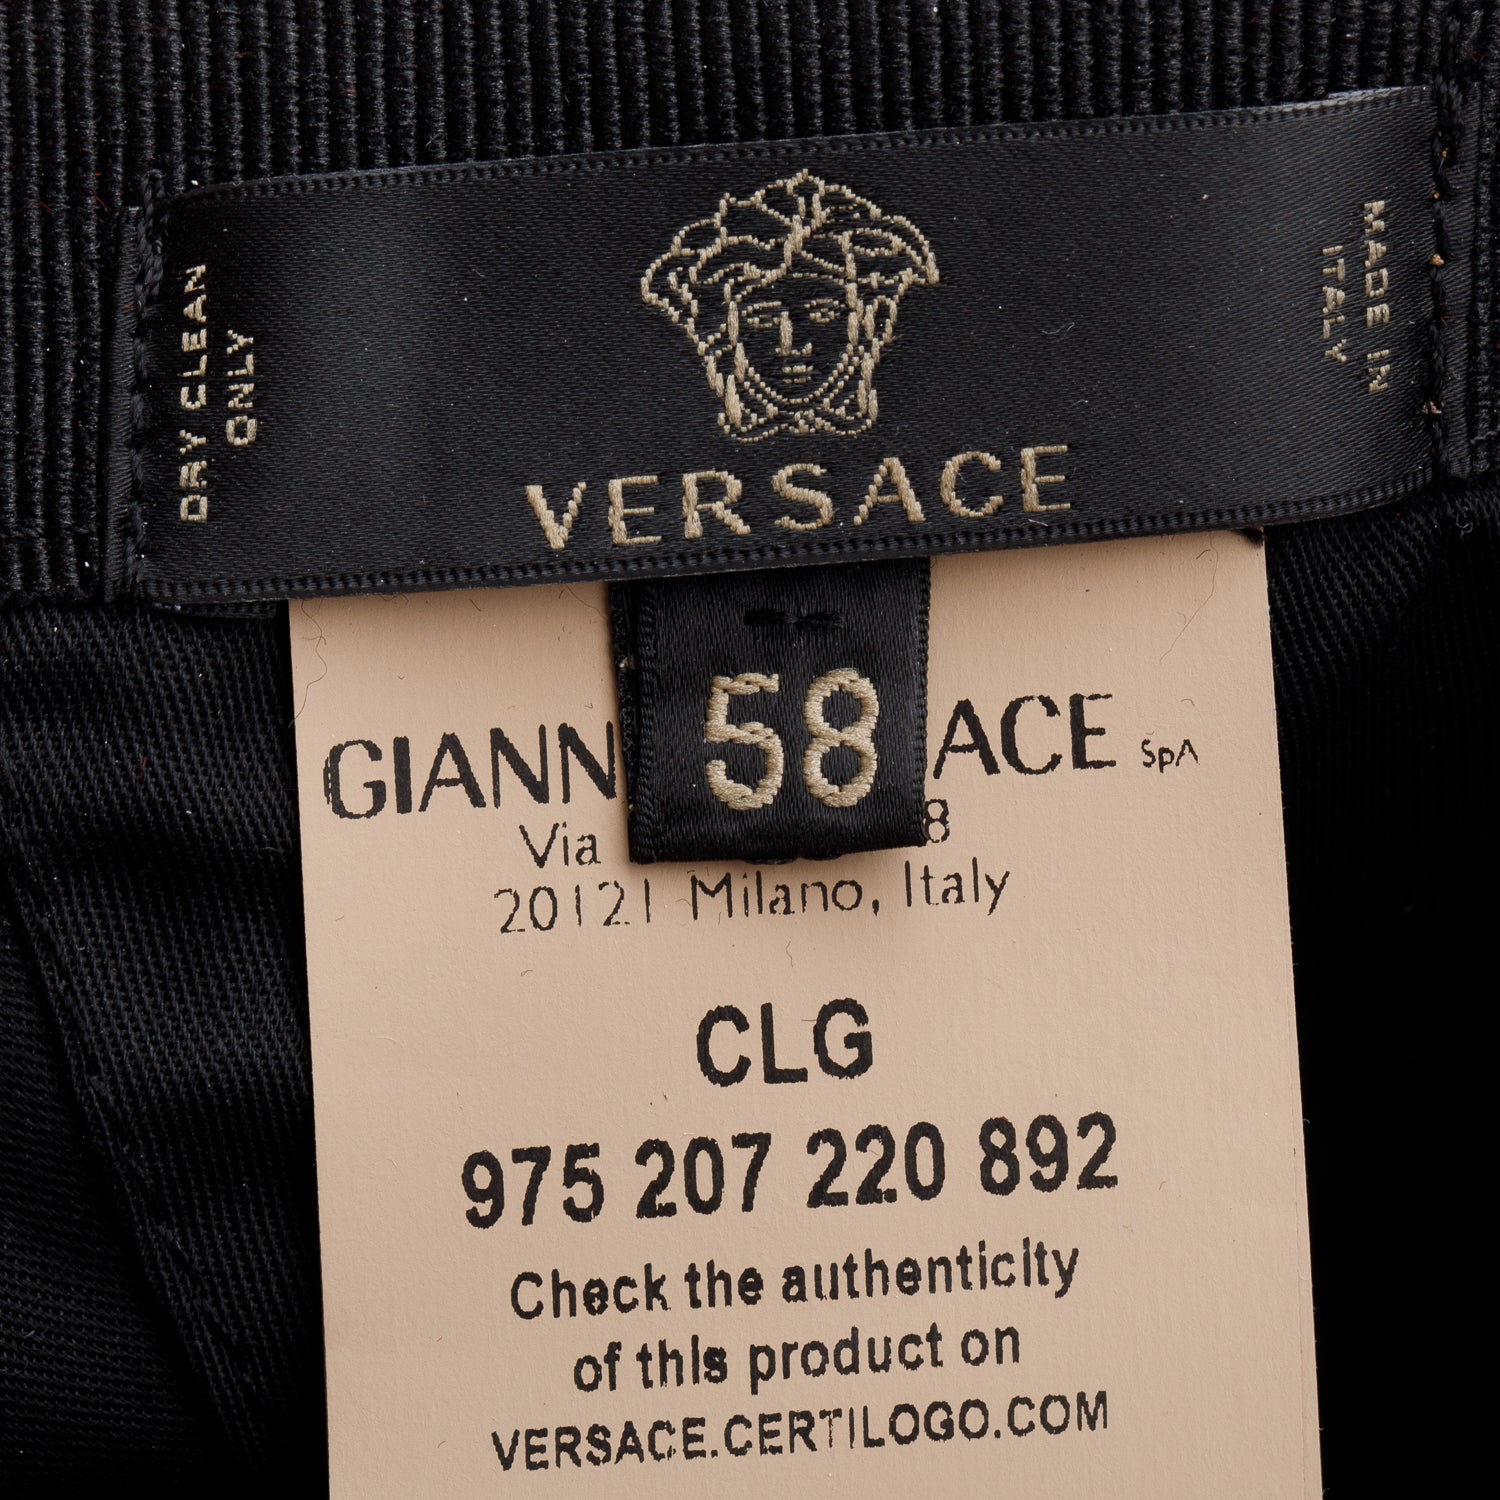 DRY CLEAN
ONLY
VERSACE
MADE IN
ITALY
58
GIANN ACE SpA
Via 8
20121 Milano, Italy
CLG
975 207 220 892
Check the authenticity
of this product on
VERSACE.CERTILOGO.COM